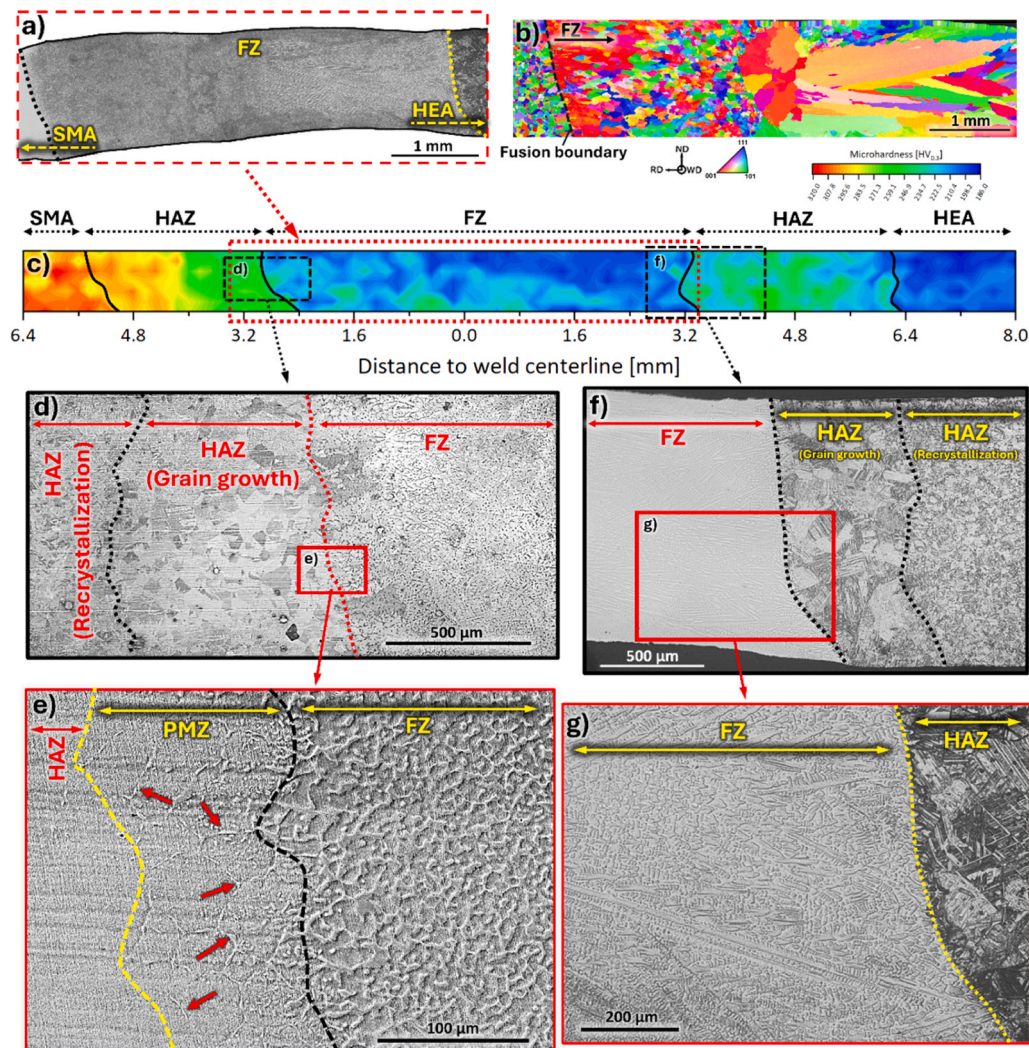 a)
FZ
SMA
HEA
1 mm
b)
FZ
1 mm
Fusion boundary
ND
RD
WD
111
001
101
Microhardness [HV0.3]
320.0
307.8
295.6
283.5
271.3
259.1
246.9
234.7
222.5
210.4
198.2
186.0
SMA
HAZ
FZ
HAZ
HEA
c)
d)
f)
6.4
4.8
3.2
1.6
0.0
3.2
4.8
6.4
8.0
Distance to weld centerline [mm]
d)
HAZ
(Recrystallization)
HAZ
(Grain growth)
FZ
e)
500 µm
f)
FZ
HAZ
(Grain growth)
HAZ
(Recrystallization)
g)
500 µm
e)
HAZ
PMZ
FZ
100 µm
g)
FZ
HAZ
200 µm